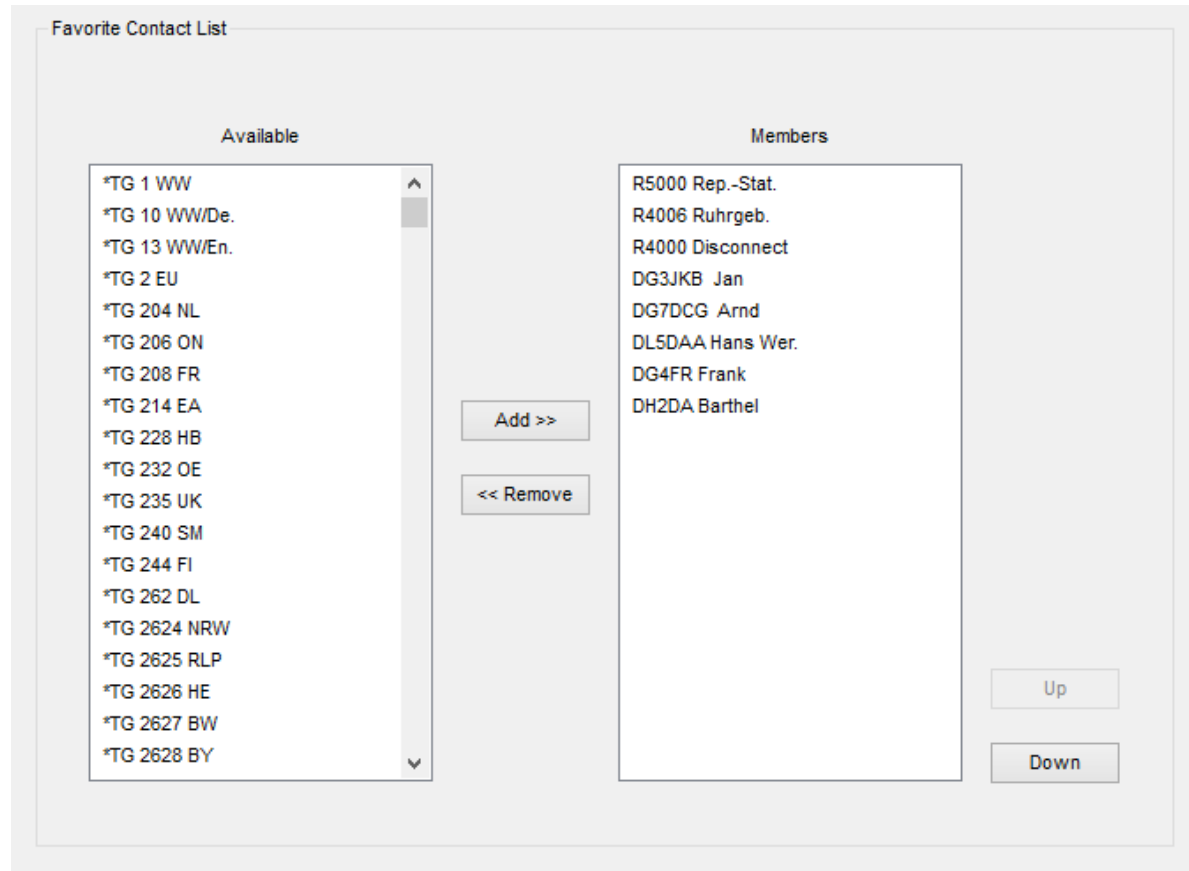 Favorite Contact List
Available
*TG 1 WW
*TG 10 WW/De.
*TG 13 WW/En.
*TG 2 EU
*TG 204 NL
*TG 206 ON
*TG 208 FR
*TG 214 EA
*TG 228 HB
*TG 232 OE
*TG 235 UK
*TG 240 SM
*TG 244 FI
*TG 262 DL
*TG 2624 NRW
*TG 2625 RLP
*TG 2626 HE
*TG 2627 BW
*TG 2628 BY
Add >>
<< Remove
Members
R5000 Rep.-Stat.
R4006 Ruhrgeb.
R4000 Disconnect
DG3JKB  Jan
DG7DCG  Arnd
DL5DAA Hans Wer.
DG4FR Frank
DH2DA Barthel
Up
Down